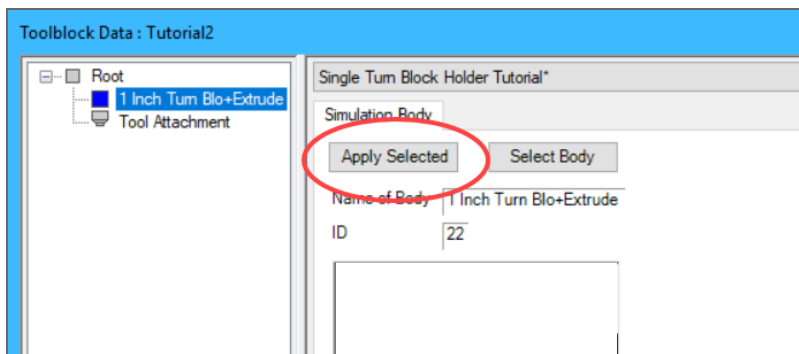 Toolblock Data : Tutorial2
Root
1 Inch Turn Blo+Extrude
Tool Attachment
Single Turn Block Holder Tutorial*
Simulation Body
Apply Selected
Select Body
Name of Body
1 Inch Turn Blo+Extrude
ID
22